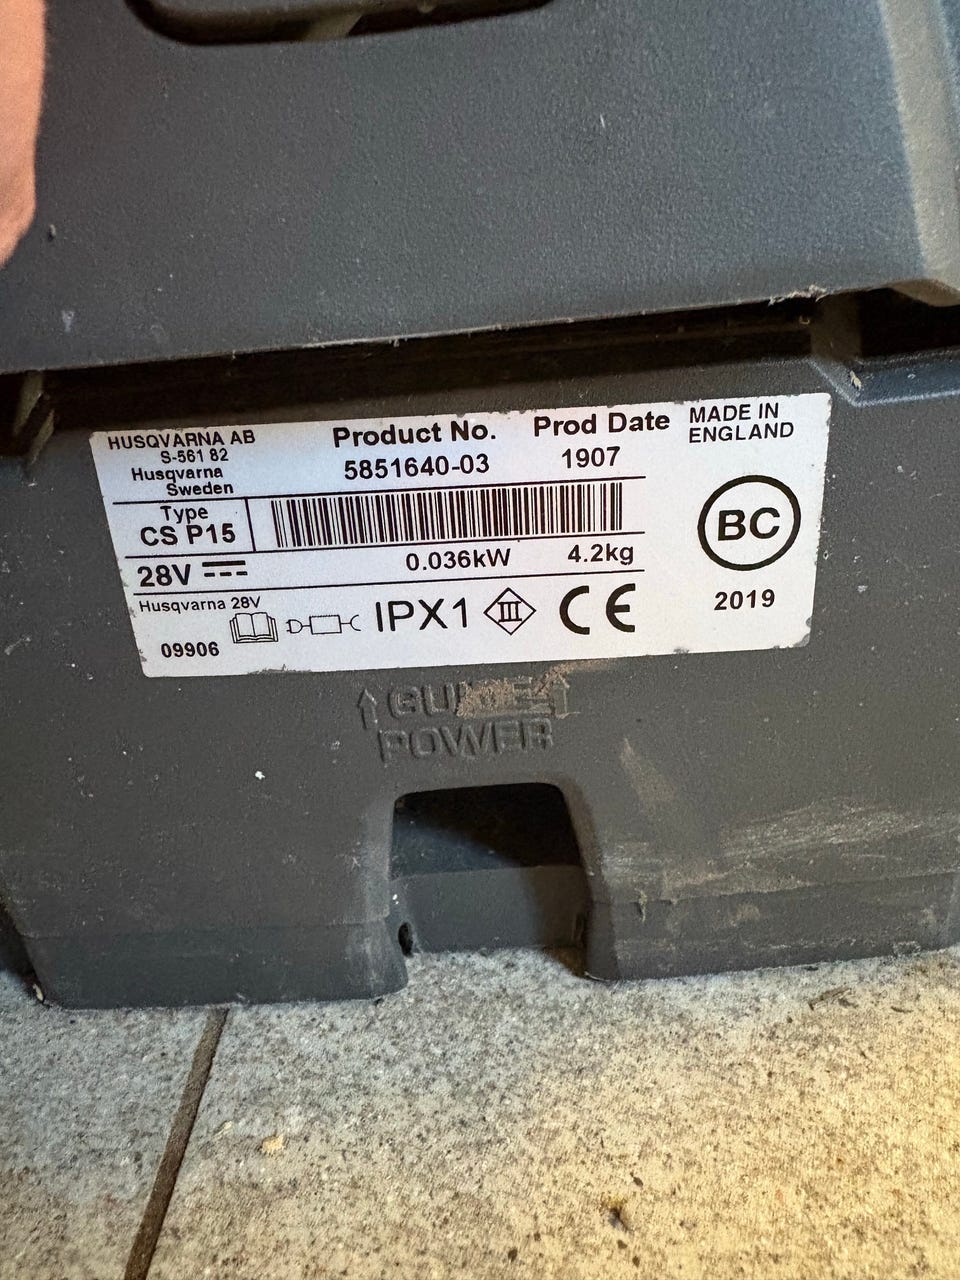 HUSQVARNA AB
S-561 82
Husqvarna
Sweden
Product No.
5851640-03
Prod Date
1907
MADE IN
ENGLAND
Type
CS P15
28V
0.036kW
4.2kg
BC
2019
Husqvarna 28V
09906
IPX1
III
CE
GUIDE
POWER